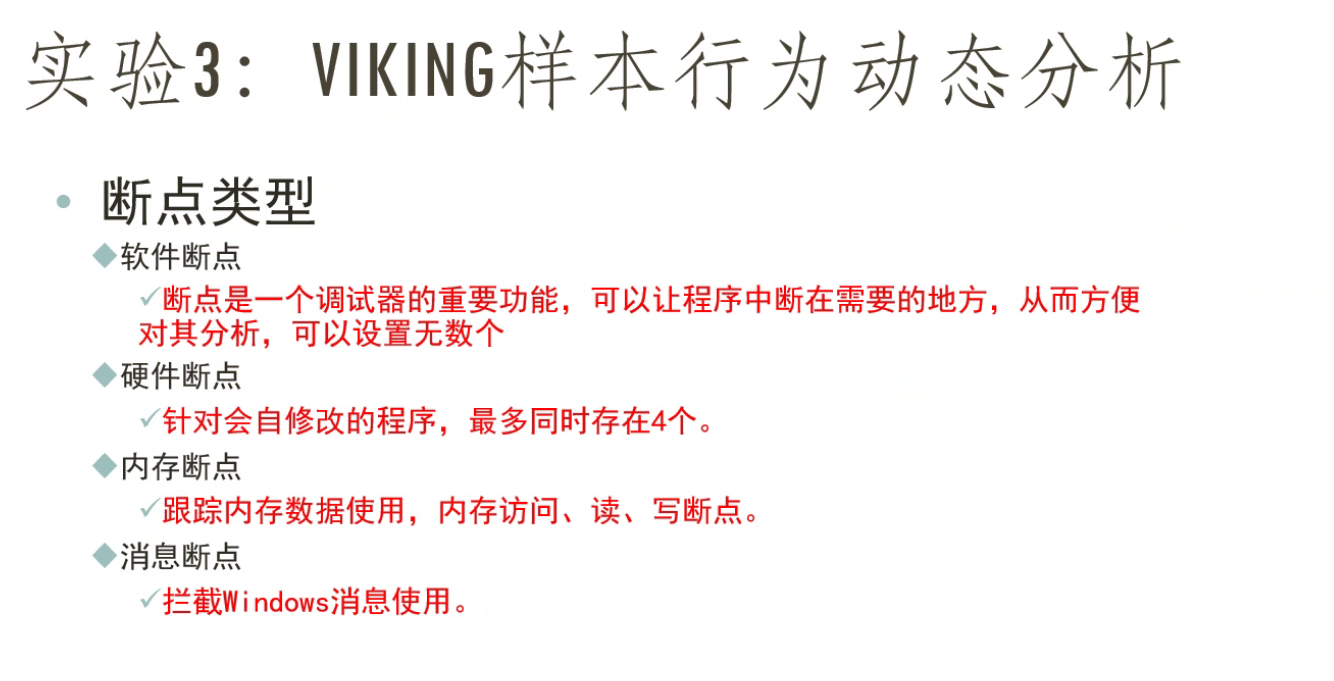 实验3：VIKING样本行为动态分析
断点类型
软件断点
断点是一个调试器的重要功能，可以让程序中断在需要的地方，从而方便
对其分析，可以设置无数个
硬件断点
针对会自修改的程序，最多同时存在4个。
内存断点
跟踪内存数据使用，内存访问、读、写断点。
消息断点
拦截Windows消息使用。